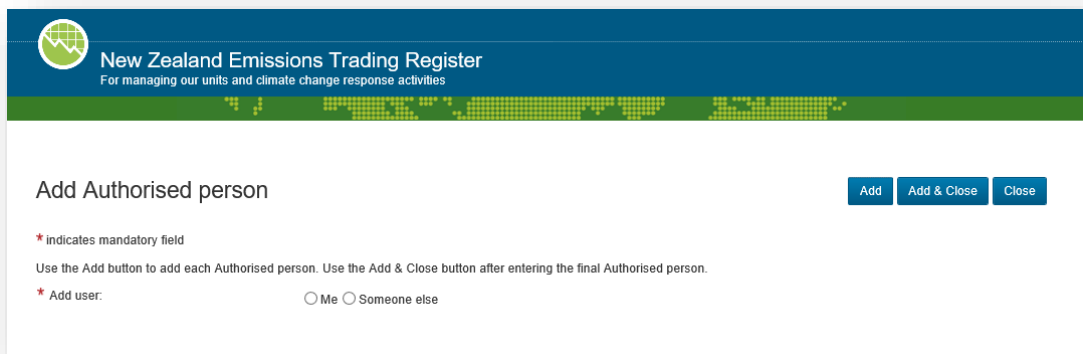 New Zealand Emissions Trading Register
For managing our units and climate change response activities
Add Authorised person
Add
Add & Close
Close
* indicates mandatory field
Use the Add button to add each Authorised person. Use the Add & Close button after entering the final Authorised person.
* Add user:
Me
Someone else